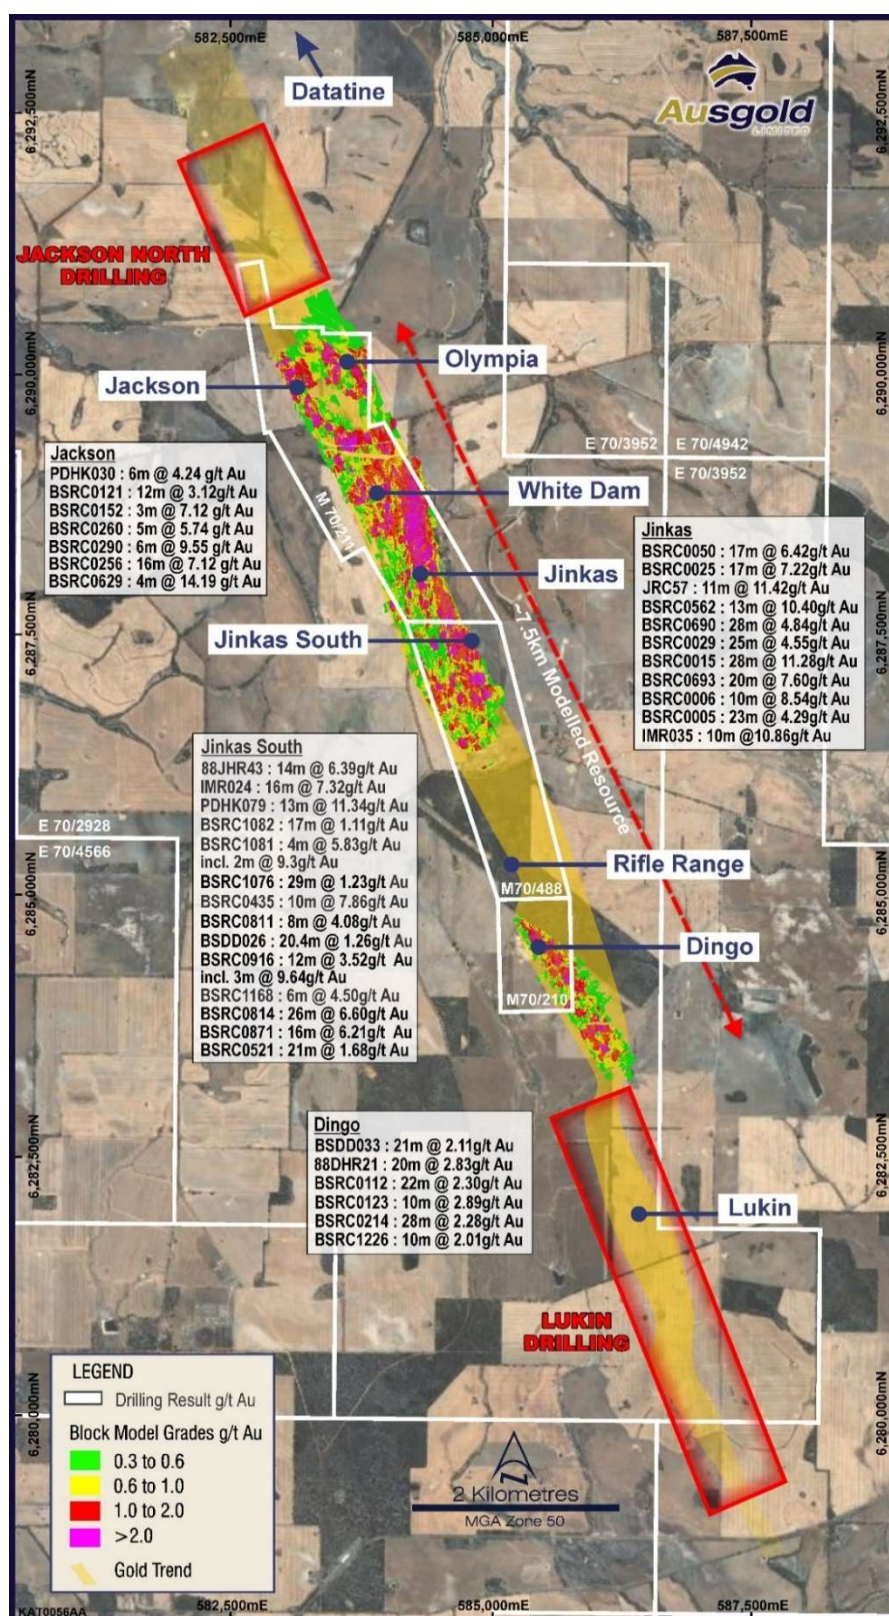 582,500mE
585,000mE
587,500mE
Datatine
Ausgold
LIMITED
6,292,500mN
6,292,500mN
JACKSON NORTH
DRILLING
Olympia
Jackson
6,290,000mN
6,290,000mN
E 70/3952
E 70/4942
E 70/3952
Jackson
PDHK030 : 6m @ 4.24 g/t Au
BSRC0121 : 12m @ 3.12g/t Au
BSRC0152 : 3m @ 7.12 g/t Au
BSRC0260 : 5m @ 5.74 g/t Au
BSRC0290 : 6m @ 9.55 g/t Au
BSRC0256 : 16m @ 7.12 g/t Au
BSRC0629 : 4m @ 14.19 g/t Au
White Dam
M 70/211
Jinkas
Jinkas
BSRC0050 : 17m @ 6.42g/t Au
BSRC0025 : 17m @ 7.22g/t Au
JRC57 : 11m @ 11.42g/t Au
BSRC0562 : 13m @ 10.40g/t Au
BSRC0690 : 28m @ 4.84g/t Au
BSRC0029 : 25m @ 4.55g/t Au
BSRC0015 : 28m @ 11.28g/t Au
BSRC0693 : 20m @ 7.60g/t Au
BSRC0006 : 10m @ 8.54g/t Au
BSRC0005 : 23m @ 4.29g/t Au
IMR035 : 10m @10.86g/t Au
Jinkas South
6,287,500mN
6,287,500mN
~7.5km Modelled Resource
Jinkas South
88JHR43 : 14m @ 6.39g/t Au
IMR024 : 16m @ 7.32g/t Au
PDHK079 : 13m @ 11.34g/t Au
BSRC1082 : 17m @ 1.11g/t Au
BSRC1081 : 4m @ 5.83g/t Au
incl. 2m @ 9.3g/t Au
BSRC1076 : 29m @ 1.23g/t Au
BSRC0435 : 10m @ 7.86g/t Au
BSRC0811 : 8m @ 4.08g/t Au
BSDD026 : 20.4m @ 1.26g/t Au
BSRC0916 : 12m @ 3.52g/t Au
incl. 3m @ 9.64g/t Au
BSRC1168 : 6m @ 4.50g/t Au
BSRC0814 : 26m @ 6.60g/t Au
BSRC0871 : 16m @ 6.21g/t Au
BSRC0521 : 21m @ 1.68g/t Au
E 70/2928
E 70/4566
Rifle Range
M70/488
6,285,000mN
6,285,000mN
Dingo
M70/210
Dingo
BSDD033 : 21m @ 2.11g/t Au
88DHR21 : 20m @ 2.83g/t Au
BSRC0112 : 22m @ 2.30g/t Au
BSRC0123 : 10m @ 2.89g/t Au
BSRC0214 : 28m @ 2.28g/t Au
BSRC1226 : 10m @ 2.01g/t Au
6,282,500mN
6,282,500mN
Lukin
LUKIN
DRILLING
LEGEND
Drilling Result g/t Au
Block Model Grades g/t Au
0.3 to 0.6
0.6 to 1.0
1.0 to 2.0
>2.0
Gold Trend
6,280,000mN
6,280,000mN
2 Kilometres
MGA Zone 50
KAT0056AA
582,500mE
585,000mE
587,500mE